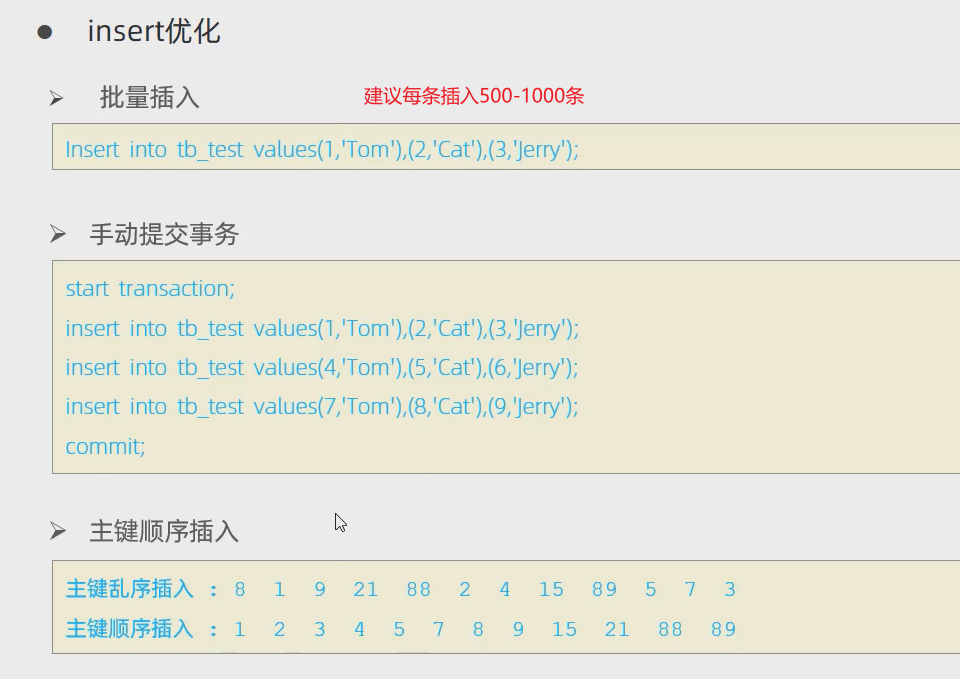 insert优化
批量插入
建议每条插入500-1000条
Insert into tb_test values(1,'Tom'),(2,'Cat'),(3,'Jerry');
手动提交事务
start transaction;
insert into tb_test values(1,'Tom'),(2,'Cat'),(3,'Jerry');
insert into tb_test values(4,'Tom'),(5,'Cat'),(6,'Jerry');
insert into tb_test values(7,'Tom'),(8,'Cat'),(9,'Jerry');
commit;
主键顺序插入
主键乱序插入 : 8 1 9 21 88 2 4 15 89 5 7 3
主键顺序插入 : 1 2 3 4 5 7 8 9 15 21 88 89